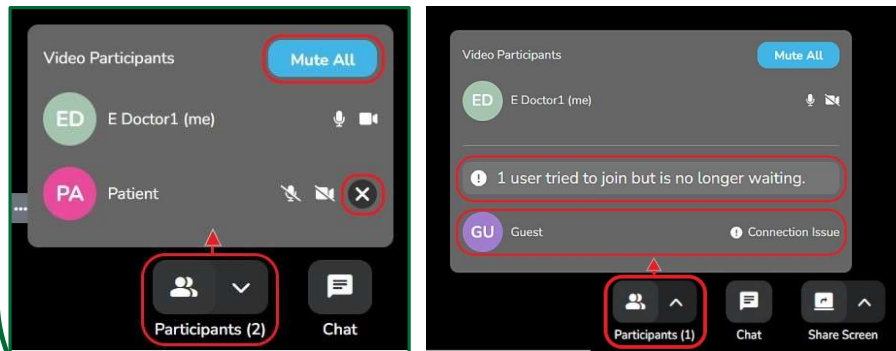 Video Participants Mute All
ED E Doctor1 (me)
PA Patient
Participants (2) Chat
Video Participants Mute All
ED E Doctor1 (me)
1 user tried to join but is no longer waiting.
GU Guest Connection Issue
Participants (1) Chat Share Screen